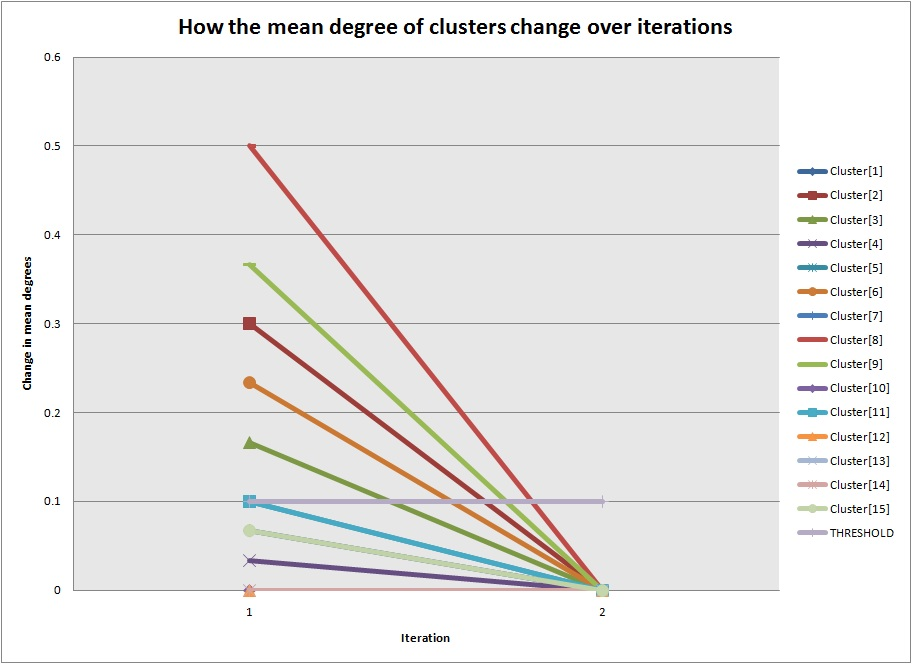 How the mean degree of clusters change over iterations
0.6
0.5
0.4
0.3
0.2
0.1
0
Change in mean degrees
1
2
Iteration
Cluster[1]
Cluster[2]
Cluster[3]
Cluster[4]
Cluster[5]
Cluster[6]
Cluster[7]
Cluster[8]
Cluster[9]
Cluster[10]
Cluster[11]
Cluster[12]
Cluster[13]
Cluster[14]
Cluster[15]
THRESHOLD